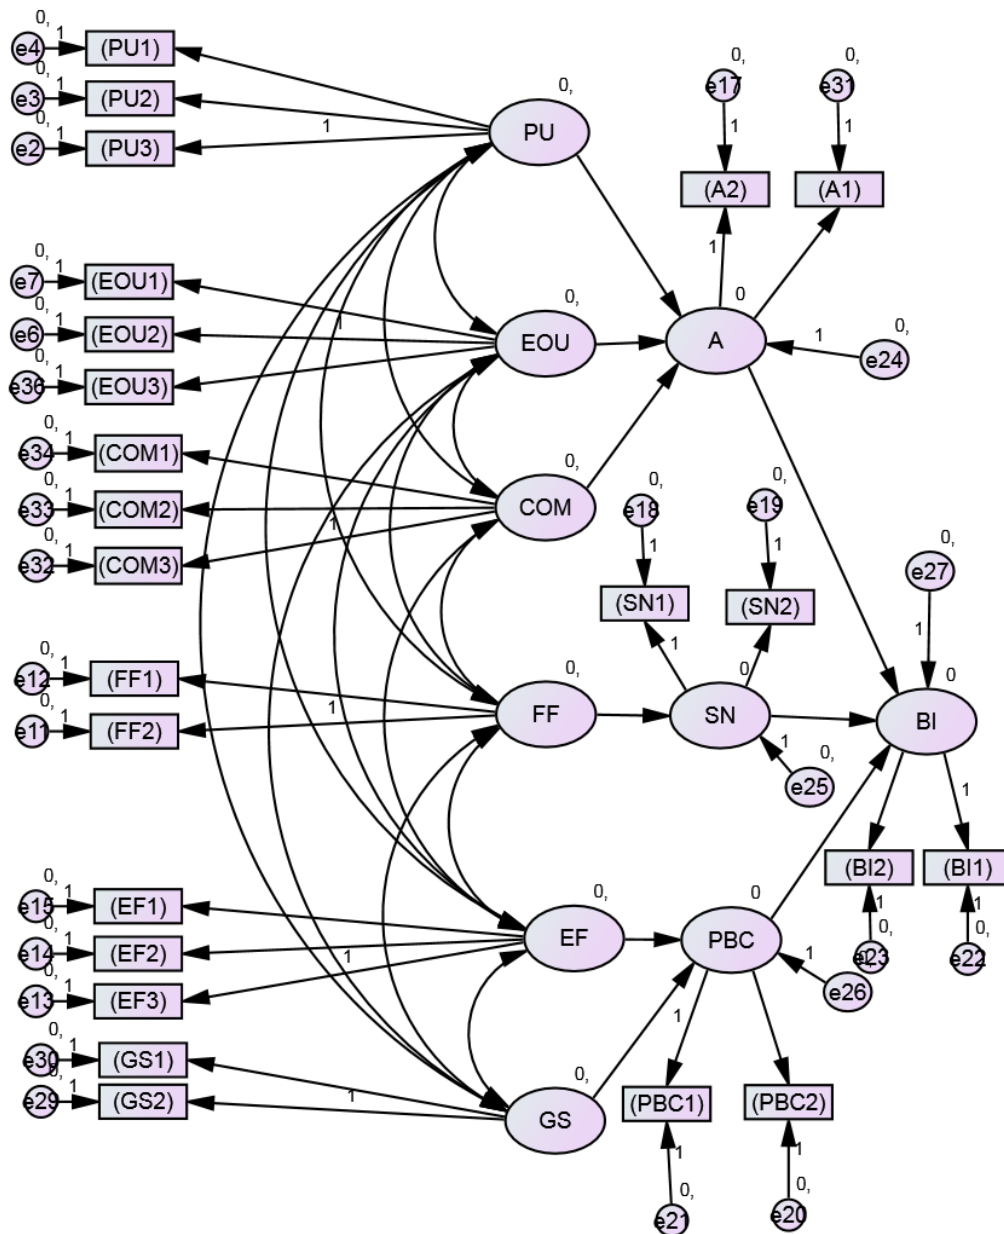 0,
e4 1 (PU1)
0,
e3 1 (PU2)
0,
e2 1 (PU3)
1
0,
PU
0,
e17
1
(A2)
0,
e31
1
(A1)
0,
e7 1 (EOU1)
0,
e6 1 (EOU2)
0,
e36 1 (EOU3)
1
0,
EOU
1
0
A
1
0,
e24
0,
e34 1 (COM1)
0,
e33 1 (COM2)
0,
e32 1 (COM3)
1
0,
COM
0,
e18
1
(SN1)
0,
e19
1
(SN2)
0,
e27
1
0,
e12 1 (FF1)
0,
e11 1 (FF2)
1
0,
FF
1
0
SN
1
0,
e25
0
BI
1
(BI2)
(BI1)
1
0,
e23
1
0,
e22
0,
e15 1 (EF1)
0,
e14 1 (EF2)
0,
e13 1 (EF3)
1
0,
EF
0
PBC
1
e26
0,
e30 1 (GS1)
0,
e29 1 (GS2)
1
0,
GS
1
(PBC1)
(PBC2)
1
0,
e21
1
0,
e20